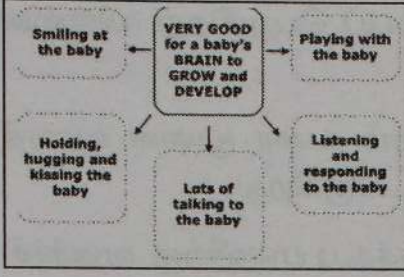 Smiling at
the baby
VERY GOOD
for a baby's
BRAIN to
GROW and
DEVELOP
Playing with
the baby
Holding,
hugging and
kissing the
baby
Lots of
talking to
the baby
Listening
and
responding
to the baby